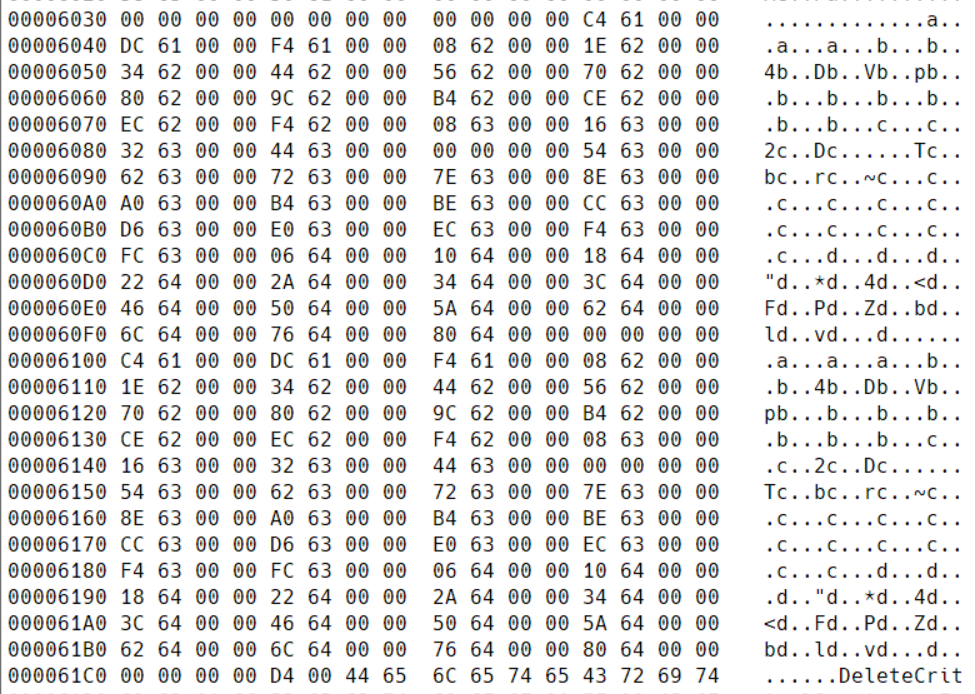 00006030 00 00 00 00 00 00 00 00 00 00 00 00 C4 61 00 00 .............a..
00006040 DC 61 00 00 F4 61 00 00 08 62 00 00 1E 62 00 00 .a...a...b...b..
00006050 34 62 00 00 44 62 00 00 56 62 00 00 70 62 00 00 4b..Db..Vb..pb..
00006060 80 62 00 00 9C 62 00 00 B4 62 00 00 CE 62 00 00 .b...b...b...b..
00006070 EC 62 00 00 F4 62 00 00 08 63 00 00 16 63 00 00 .b...b...c...c..
00006080 32 63 00 00 44 63 00 00 00 00 00 00 54 63 00 00 2c..Dc......Tc..
00006090 62 63 00 00 72 63 00 00 7E 63 00 00 8E 63 00 00 bc..rc..~c...c..
000060A0 A0 63 00 00 B4 63 00 00 BE 63 00 00 CC 63 00 00 .c...c...c...c..
000060B0 D6 63 00 00 E0 63 00 00 EC 63 00 00 F4 63 00 00 .c...c...c...c..
000060C0 FC 63 00 00 06 64 00 00 10 64 00 00 18 64 00 00 .c...d...d...d..
000060D0 22 64 00 00 2A 64 00 00 34 64 00 00 3C 64 00 00 "d..*d..4d..<d..
000060E0 46 64 00 00 50 64 00 00 5A 64 00 00 62 64 00 00 Fd..Pd..Zd..bd..
000060F0 6C 64 00 00 76 64 00 00 80 64 00 00 00 00 00 00 ld..vd...d......
00006100 C4 61 00 00 DC 61 00 00 F4 61 00 00 08 62 00 00 .a...a...a...b..
00006110 1E 62 00 00 34 62 00 00 44 62 00 00 56 62 00 00 .b..4b..Db..Vb..
00006120 70 62 00 00 80 62 00 00 9C 62 00 00 B4 62 00 00 pb...b...b...b..
00006130 CE 62 00 00 EC 62 00 00 F4 62 00 00 08 63 00 00 .b...b...b...c..
00006140 16 63 00 00 32 63 00 00 44 63 00 00 00 00 00 00 .c..2c..Dc......
00006150 54 63 00 00 62 63 00 00 72 63 00 00 7E 63 00 00 Tc..bc..rc..~c..
00006160 8E 63 00 00 A0 63 00 00 B4 63 00 00 BE 63 00 00 .c...c...c...c..
00006170 CC 63 00 00 D6 63 00 00 E0 63 00 00 EC 63 00 00 .c...c...c...c..
00006180 F4 63 00 00 FC 63 00 00 06 64 00 00 10 64 00 00 .c...c...d...d..
00006190 18 64 00 00 22 64 00 00 2A 64 00 00 34 64 00 00 .d.."d..*d..4d..
000061A0 3C 64 00 00 46 64 00 00 50 64 00 00 5A 64 00 00 <d..Fd..Pd..Zd..
000061B0 62 64 00 00 6C 64 00 00 76 64 00 00 80 64 00 00 bd..ld..vd...d..
000061C0 00 00 00 00 D4 00 44 65 6C 65 74 65 43 72 69 74 ......DeleteCrit